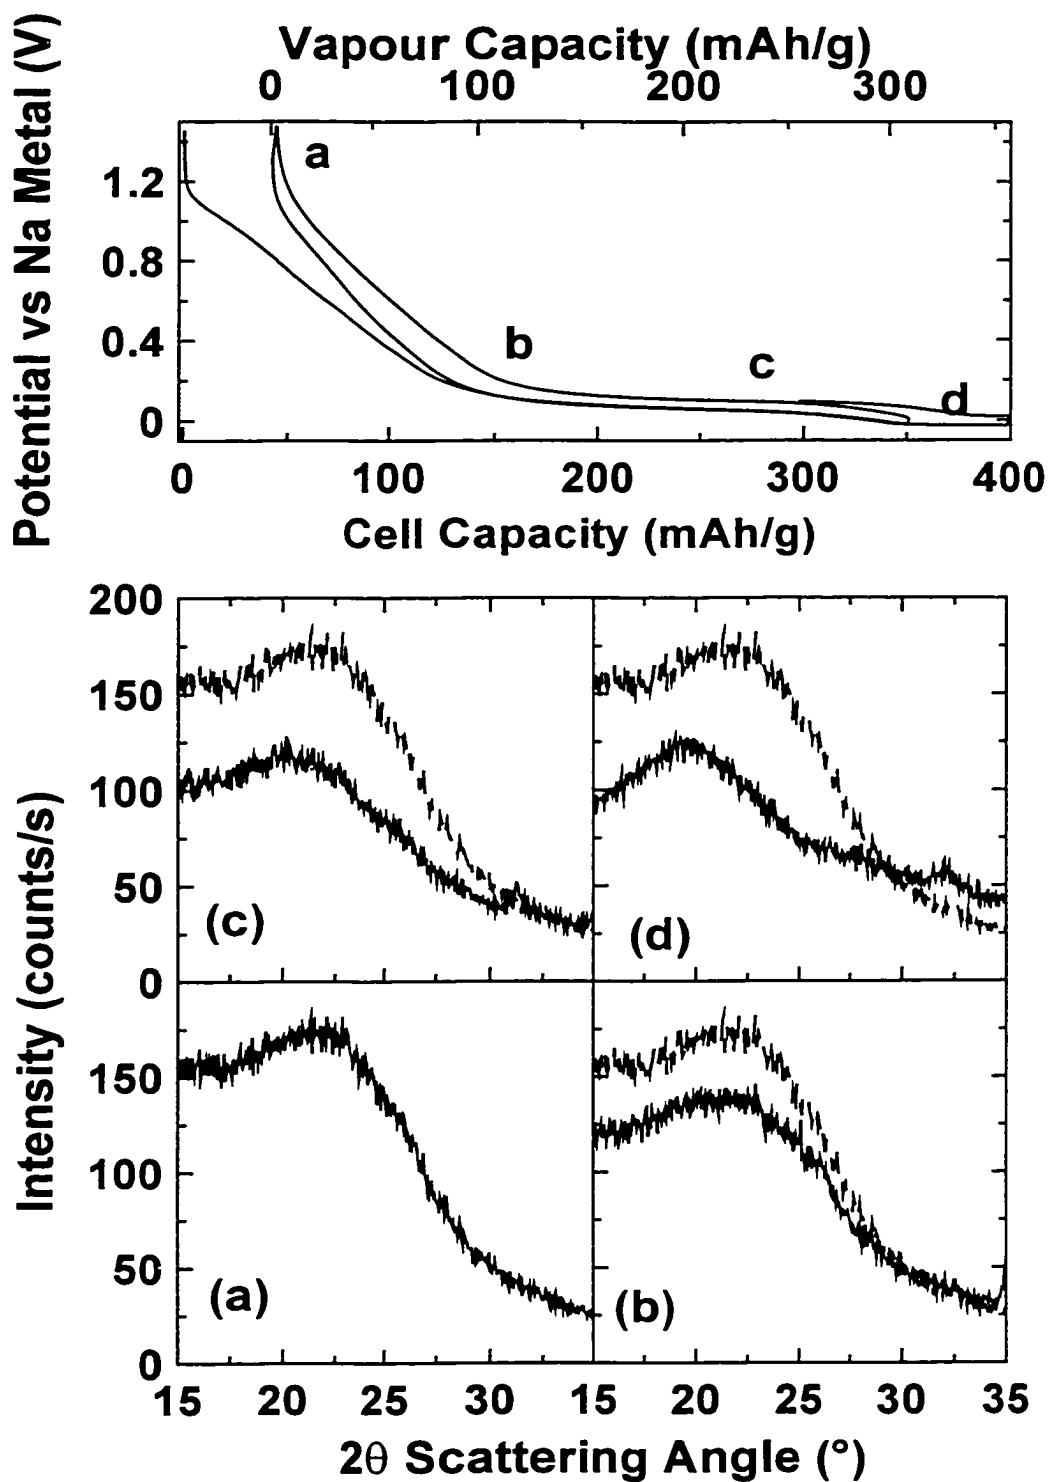 Vapour Capacity (mAh/g)
0 100 200 300
Potential vs Na Metal (V)
1.2
0.8
0.4
0
a
b
c
d
0 100 200 300 400
Cell Capacity (mAh/g)
Intensity (counts/s)
200
150
100
50
0
(c)
(d)
150
100
50
0
(a)
(b)
15 20 25 30 15 20 25 30 35
2θ Scattering Angle (°)